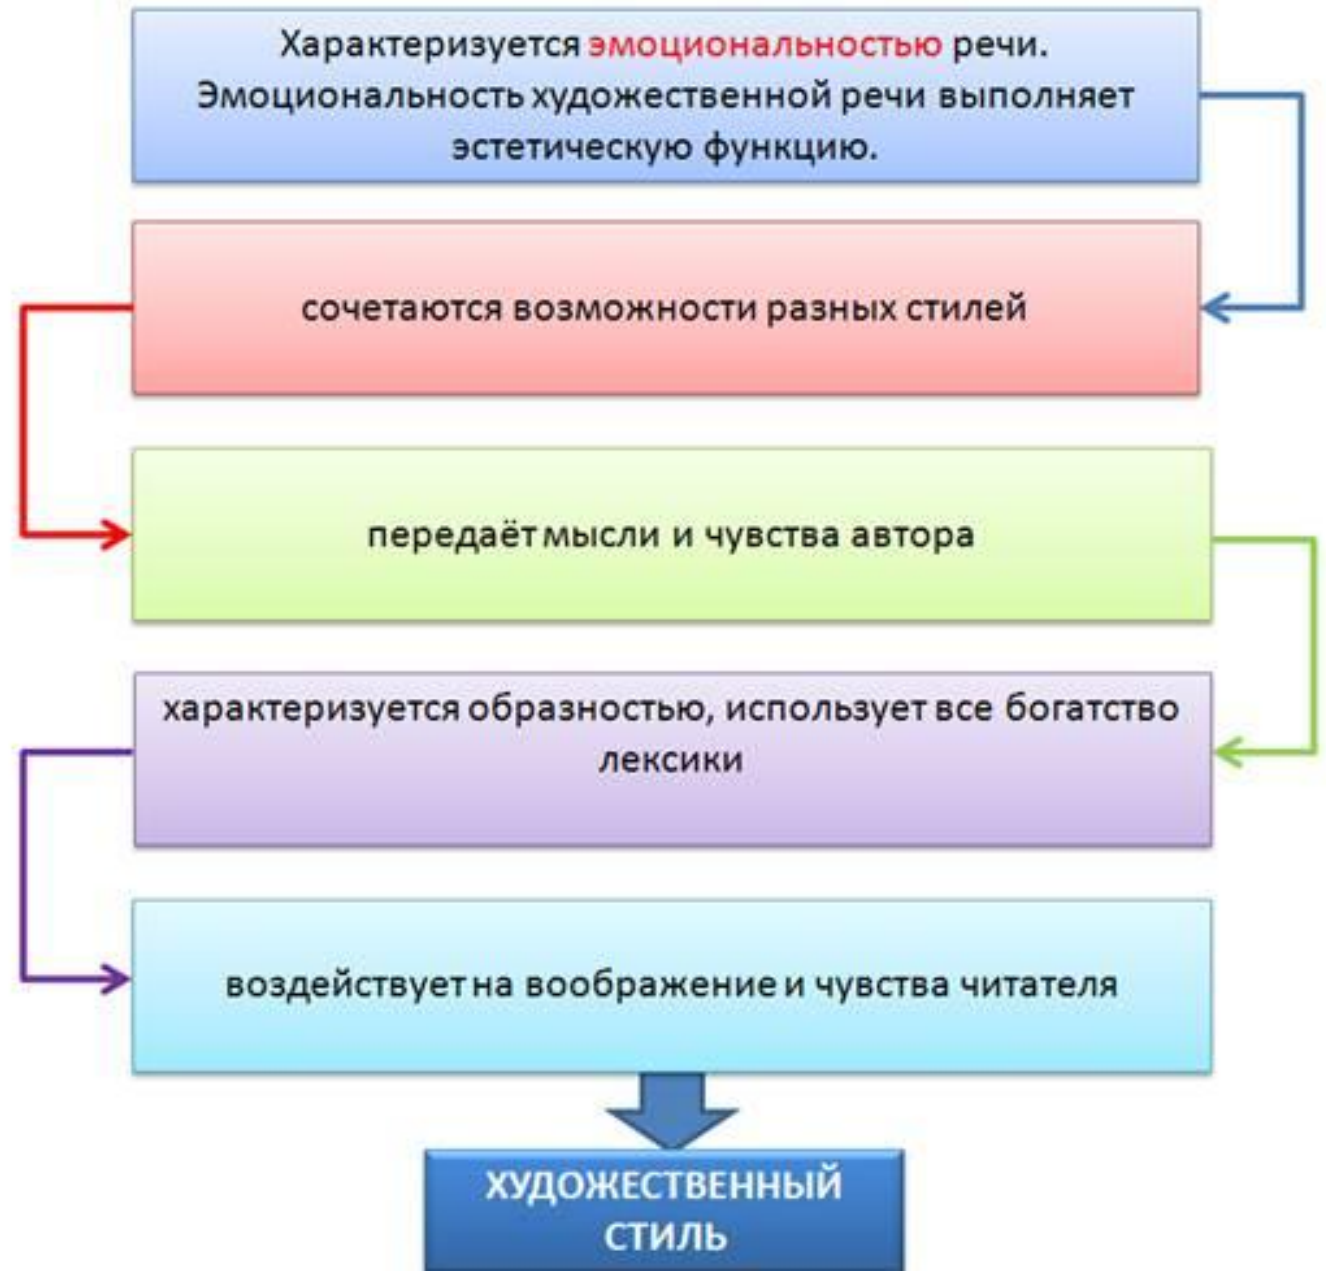 Характеризуется эмоциональностью речи.
Эмоциональность художественной речи выполняет
эстетическую функцию.
сочетаются возможности разных стилей
передаёт мысли и чувства автора
характеризуется образностью, использует все богатство
лексики
воздействует на воображение и чувства читателя
ХУДОЖЕСТВЕННЫЙ
СТИЛЬ